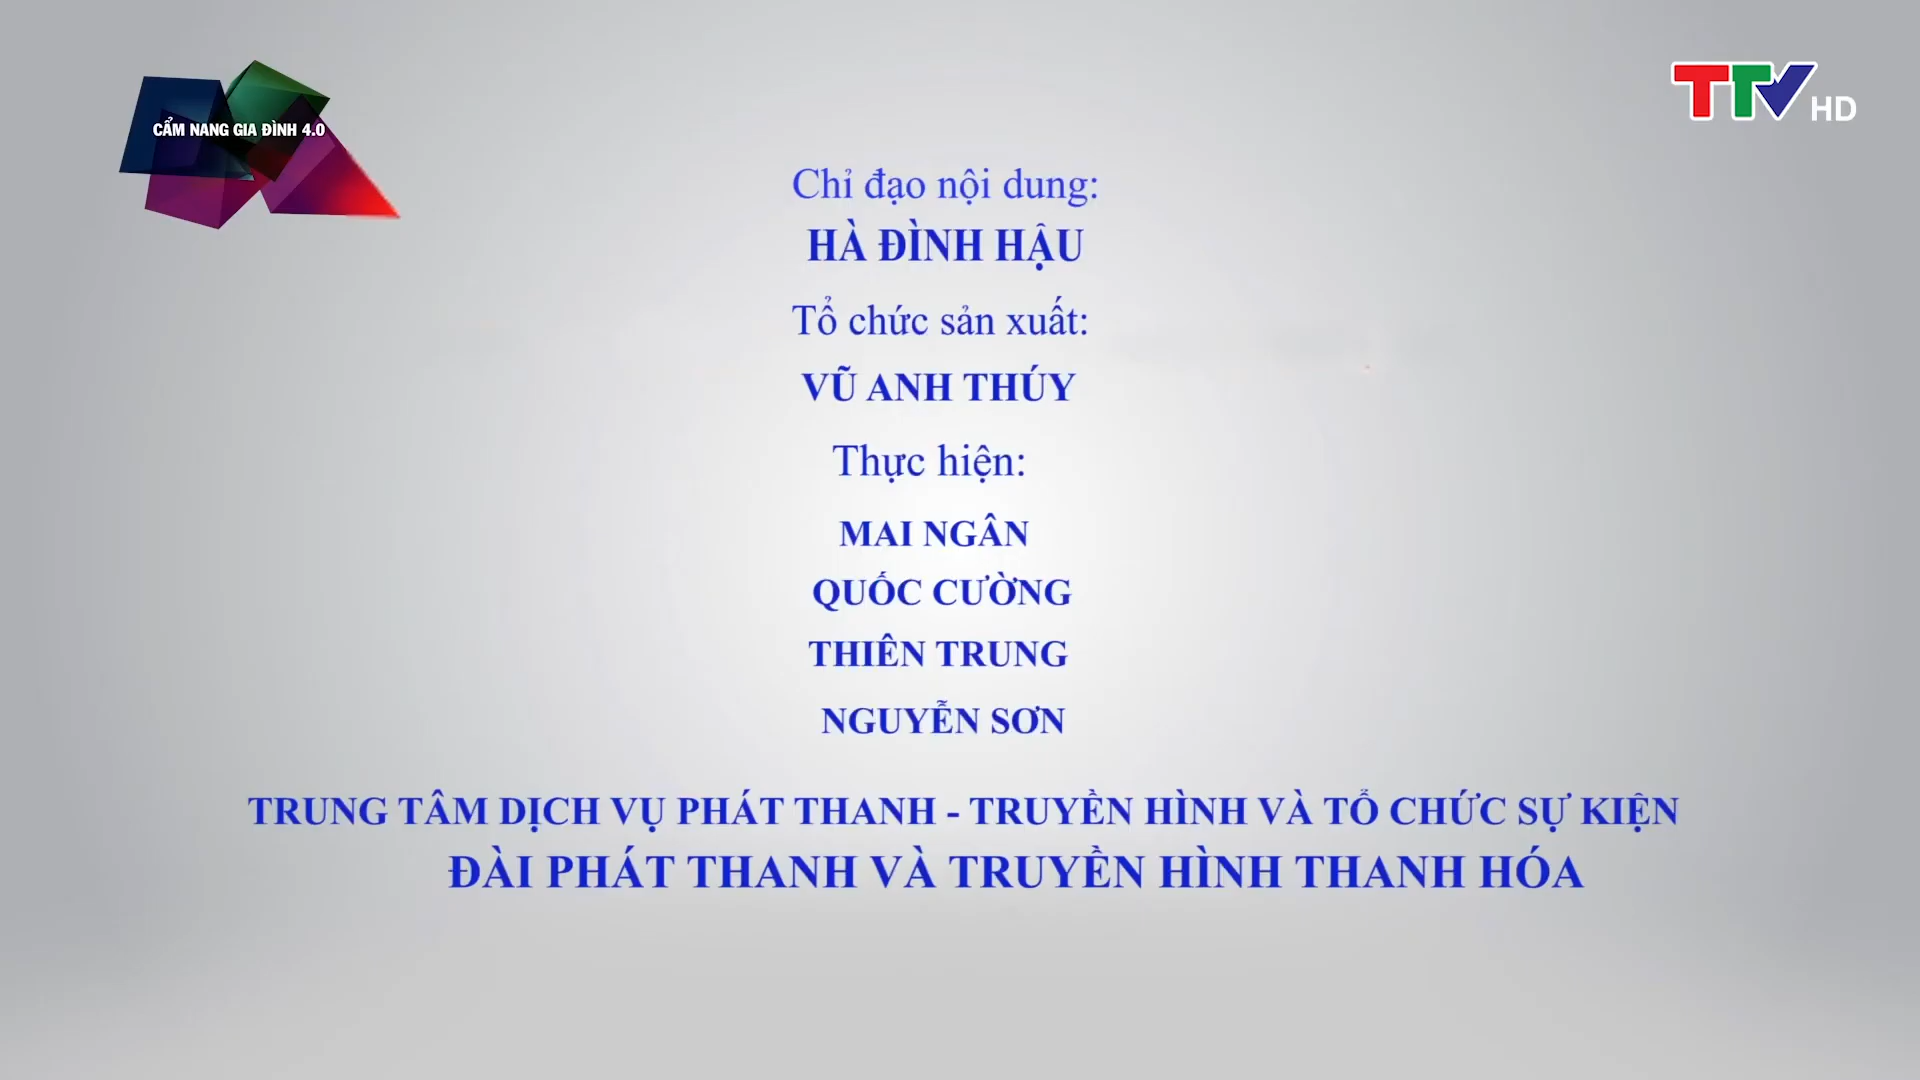 CẨM NANG GIA ĐÌNH 4.0
TTV HD
Chỉ đạo nội dung:
HÀ ĐÌNH HẬU
Tổ chức sản xuất:
VŨ ANH THÚY
Thực hiện:
MAI NGÂN
QUỐC CƯỜNG
THIÊN TRUNG
NGUYỄN SƠN
TRUNG TÂM DỊCH VỤ PHÁT THANH - TRUYỀN HÌNH VÀ TỔ CHỨC SỰ KIỆN
ĐÀI PHÁT THANH VÀ TRUYỀN HÌNH THANH HÓA